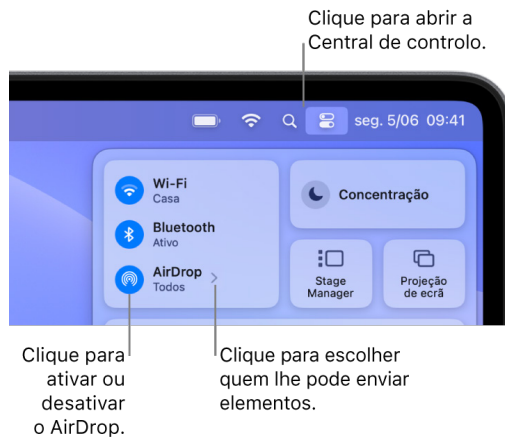 Clique para abrir a
Central de controlo.
seg. 5/06 09:41
Wi-Fi
Casa
Concentração
Bluetooth
Ativo
AirDrop
Todos
Stage
Manager
Projeção
de ecrã
Clique para
ativar ou
desativar
o AirDrop.
Clique para escolher
quem lhe pode enviar
elementos.